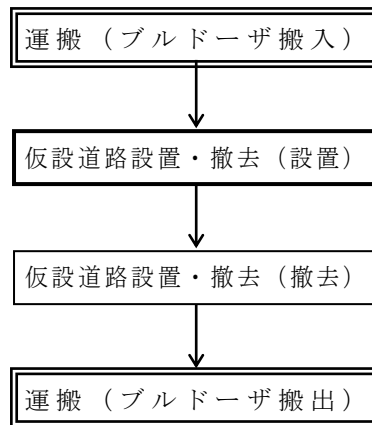 運搬（ブルドーザ搬入）
仮設道路設置・撤去（設置）
仮設道路設置・撤去（撤去）
運搬（ブルドーザ搬出）